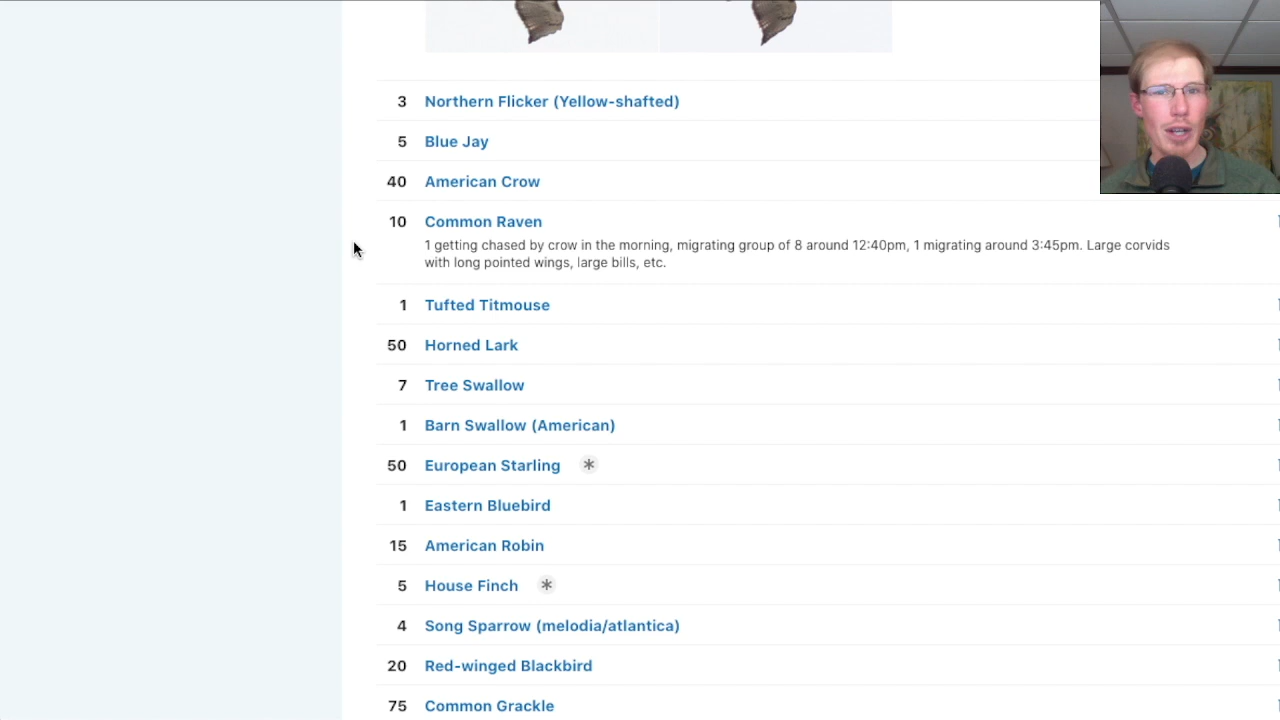 3 Northern Flicker (Yellow-shafted)
5 Blue Jay
40 American Crow
10 Common Raven
1 getting chased by crow in the morning, migrating group of 8 around 12:40pm, 1 migrating around 3:45pm. Large corvids
with long pointed wings, large bills, etc.
1 Tufted Titmouse
50 Horned Lark
7 Tree Swallow
1 Barn Swallow (American)
50 European Starling *
1 Eastern Bluebird
15 American Robin
5 House Finch *
4 Song Sparrow (melodia/atlantica)
20 Red-winged Blackbird
75 Common Grackle